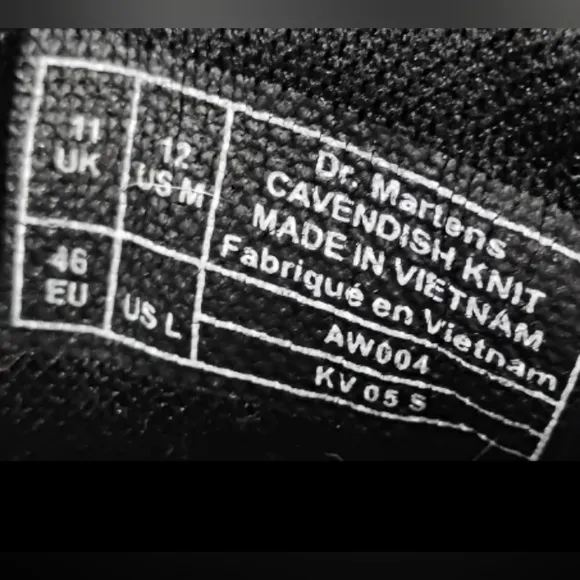 11
UK
12
US M
46
EU
US L
Dr. Martens
CAVENDISH KNIT
MADE IN VIETNAM
Fabriqué en Vietnam
AW004
KV 05 S